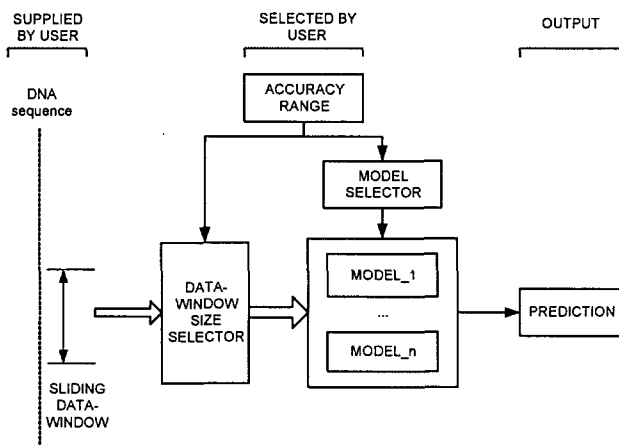 SUPPLIED
BY USER
SELECTED BY
USER
OUTPUT
DNA
sequence
ACCURACY
RANGE
MODEL
SELECTOR
DATA-
WINDOW
SIZE
SELECTOR
MODEL_1
...
MODEL_n
PREDICTION
SLIDING
DATA-
WINDOW